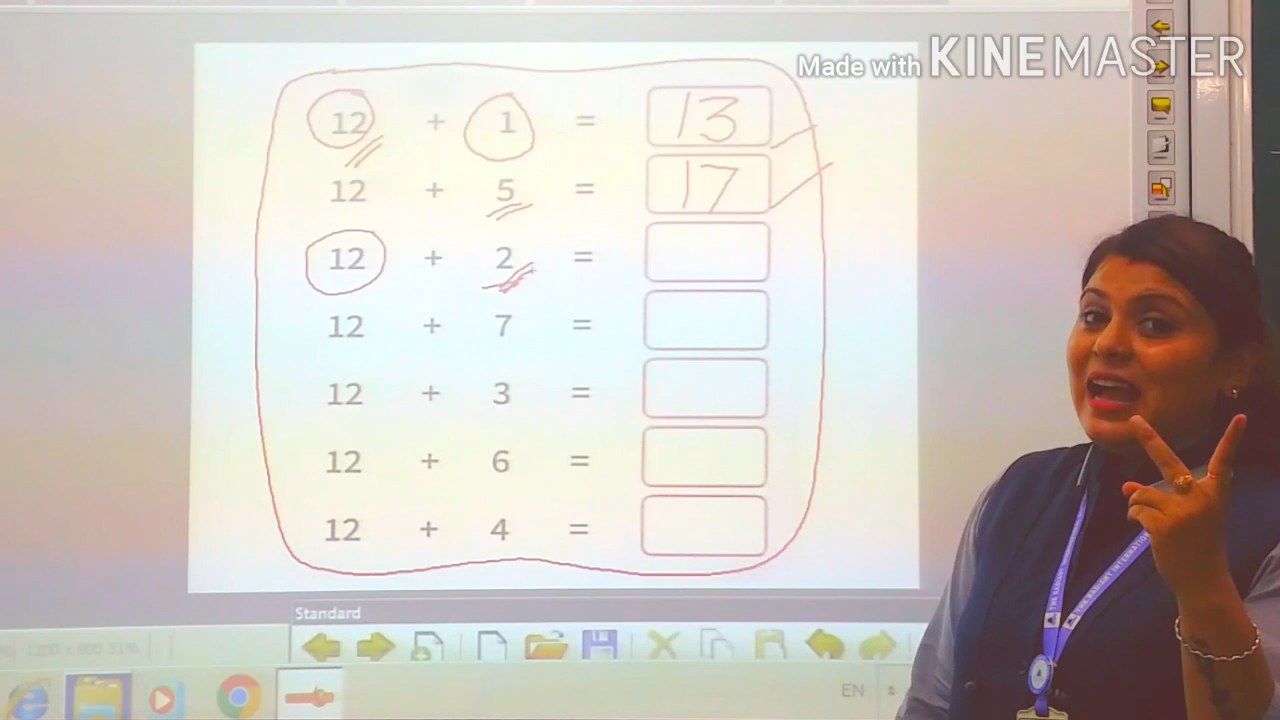 Made with KINEMASTER
12 + 1 = 13
12 + 5 = 17
12 + 2 =
12 + 7 =
12 + 3 =
12 + 6 =
12 + 4 =
Standard
EN